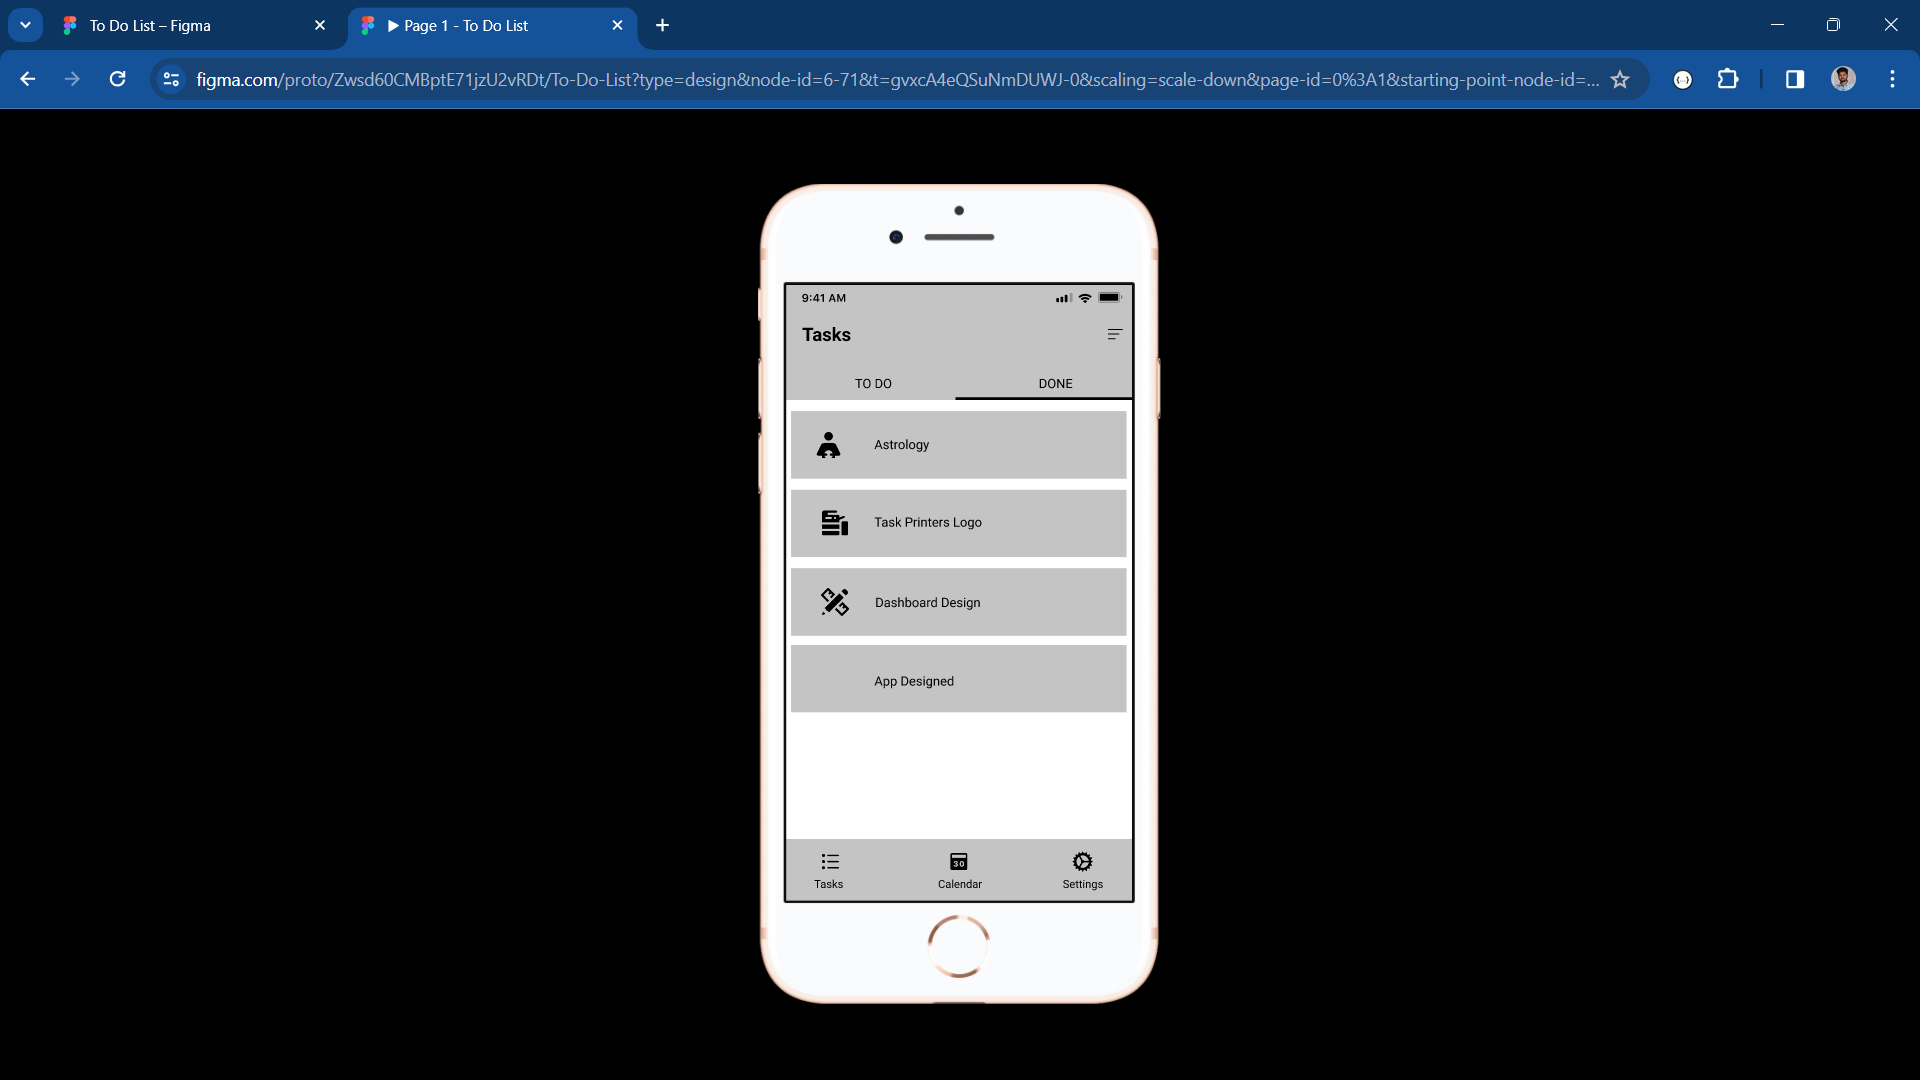 To Do List – Figma
Page 1 - To Do List
figma.com/proto/Zwsd60CMBptE71jzU2vRDt/To-Do-List?type=design&node-id=6-71&t=gvxcA4eQSuNmDUWJ-0&scaling=scale-down&page-id=0%3A1&starting-point-node-id=...
9:41 AM
Tasks
TO DO DONE
Astrology
Task Printers Logo
Dashboard Design
App Designed
30
Tasks Calendar Settings